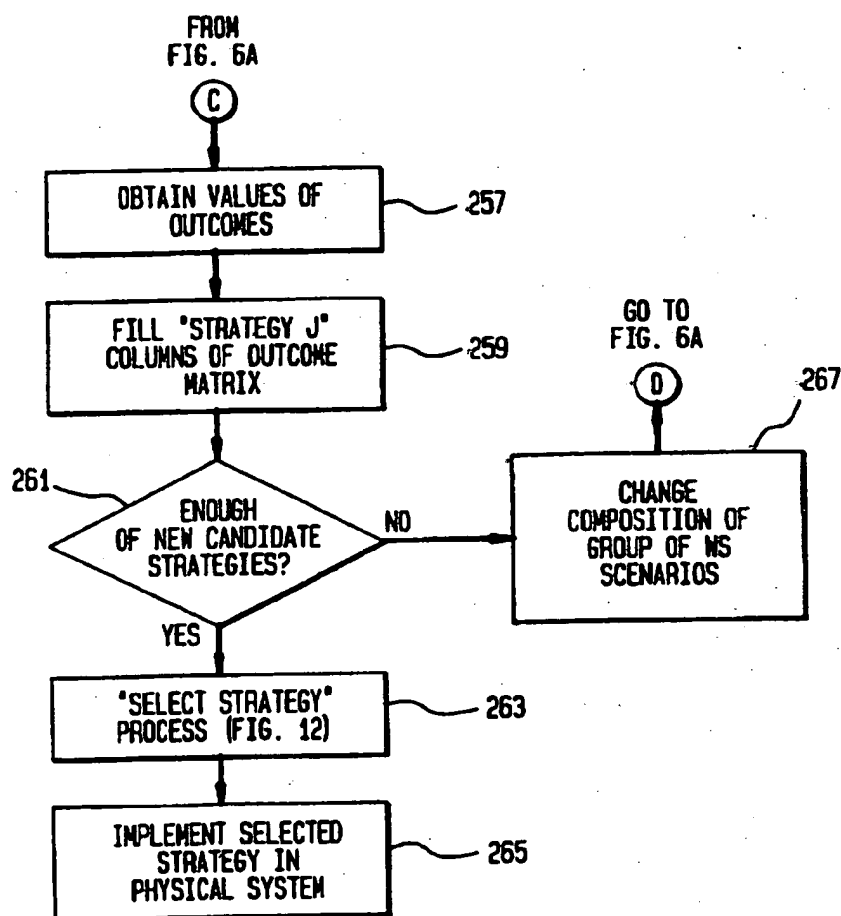 FROM
FIG. 6A
C
OBTAIN VALUES OF
OUTCOMES
257
FILL "STRATEGY J"
COLUMNS OF OUTCOME
MATRIX
259
GO TO
FIG. 6A
D
267
261
ENOUGH
OF NEW CANDIDATE
STRATEGIES?
NO
CHANGE
COMPOSITION OF
GROUP OF WS
SCENARIOS
YES
"SELECT STRATEGY"
PROCESS (FIG. 12)
263
IMPLEMENT SELECTED
STRATEGY IN
PHYSICAL SYSTEM
265